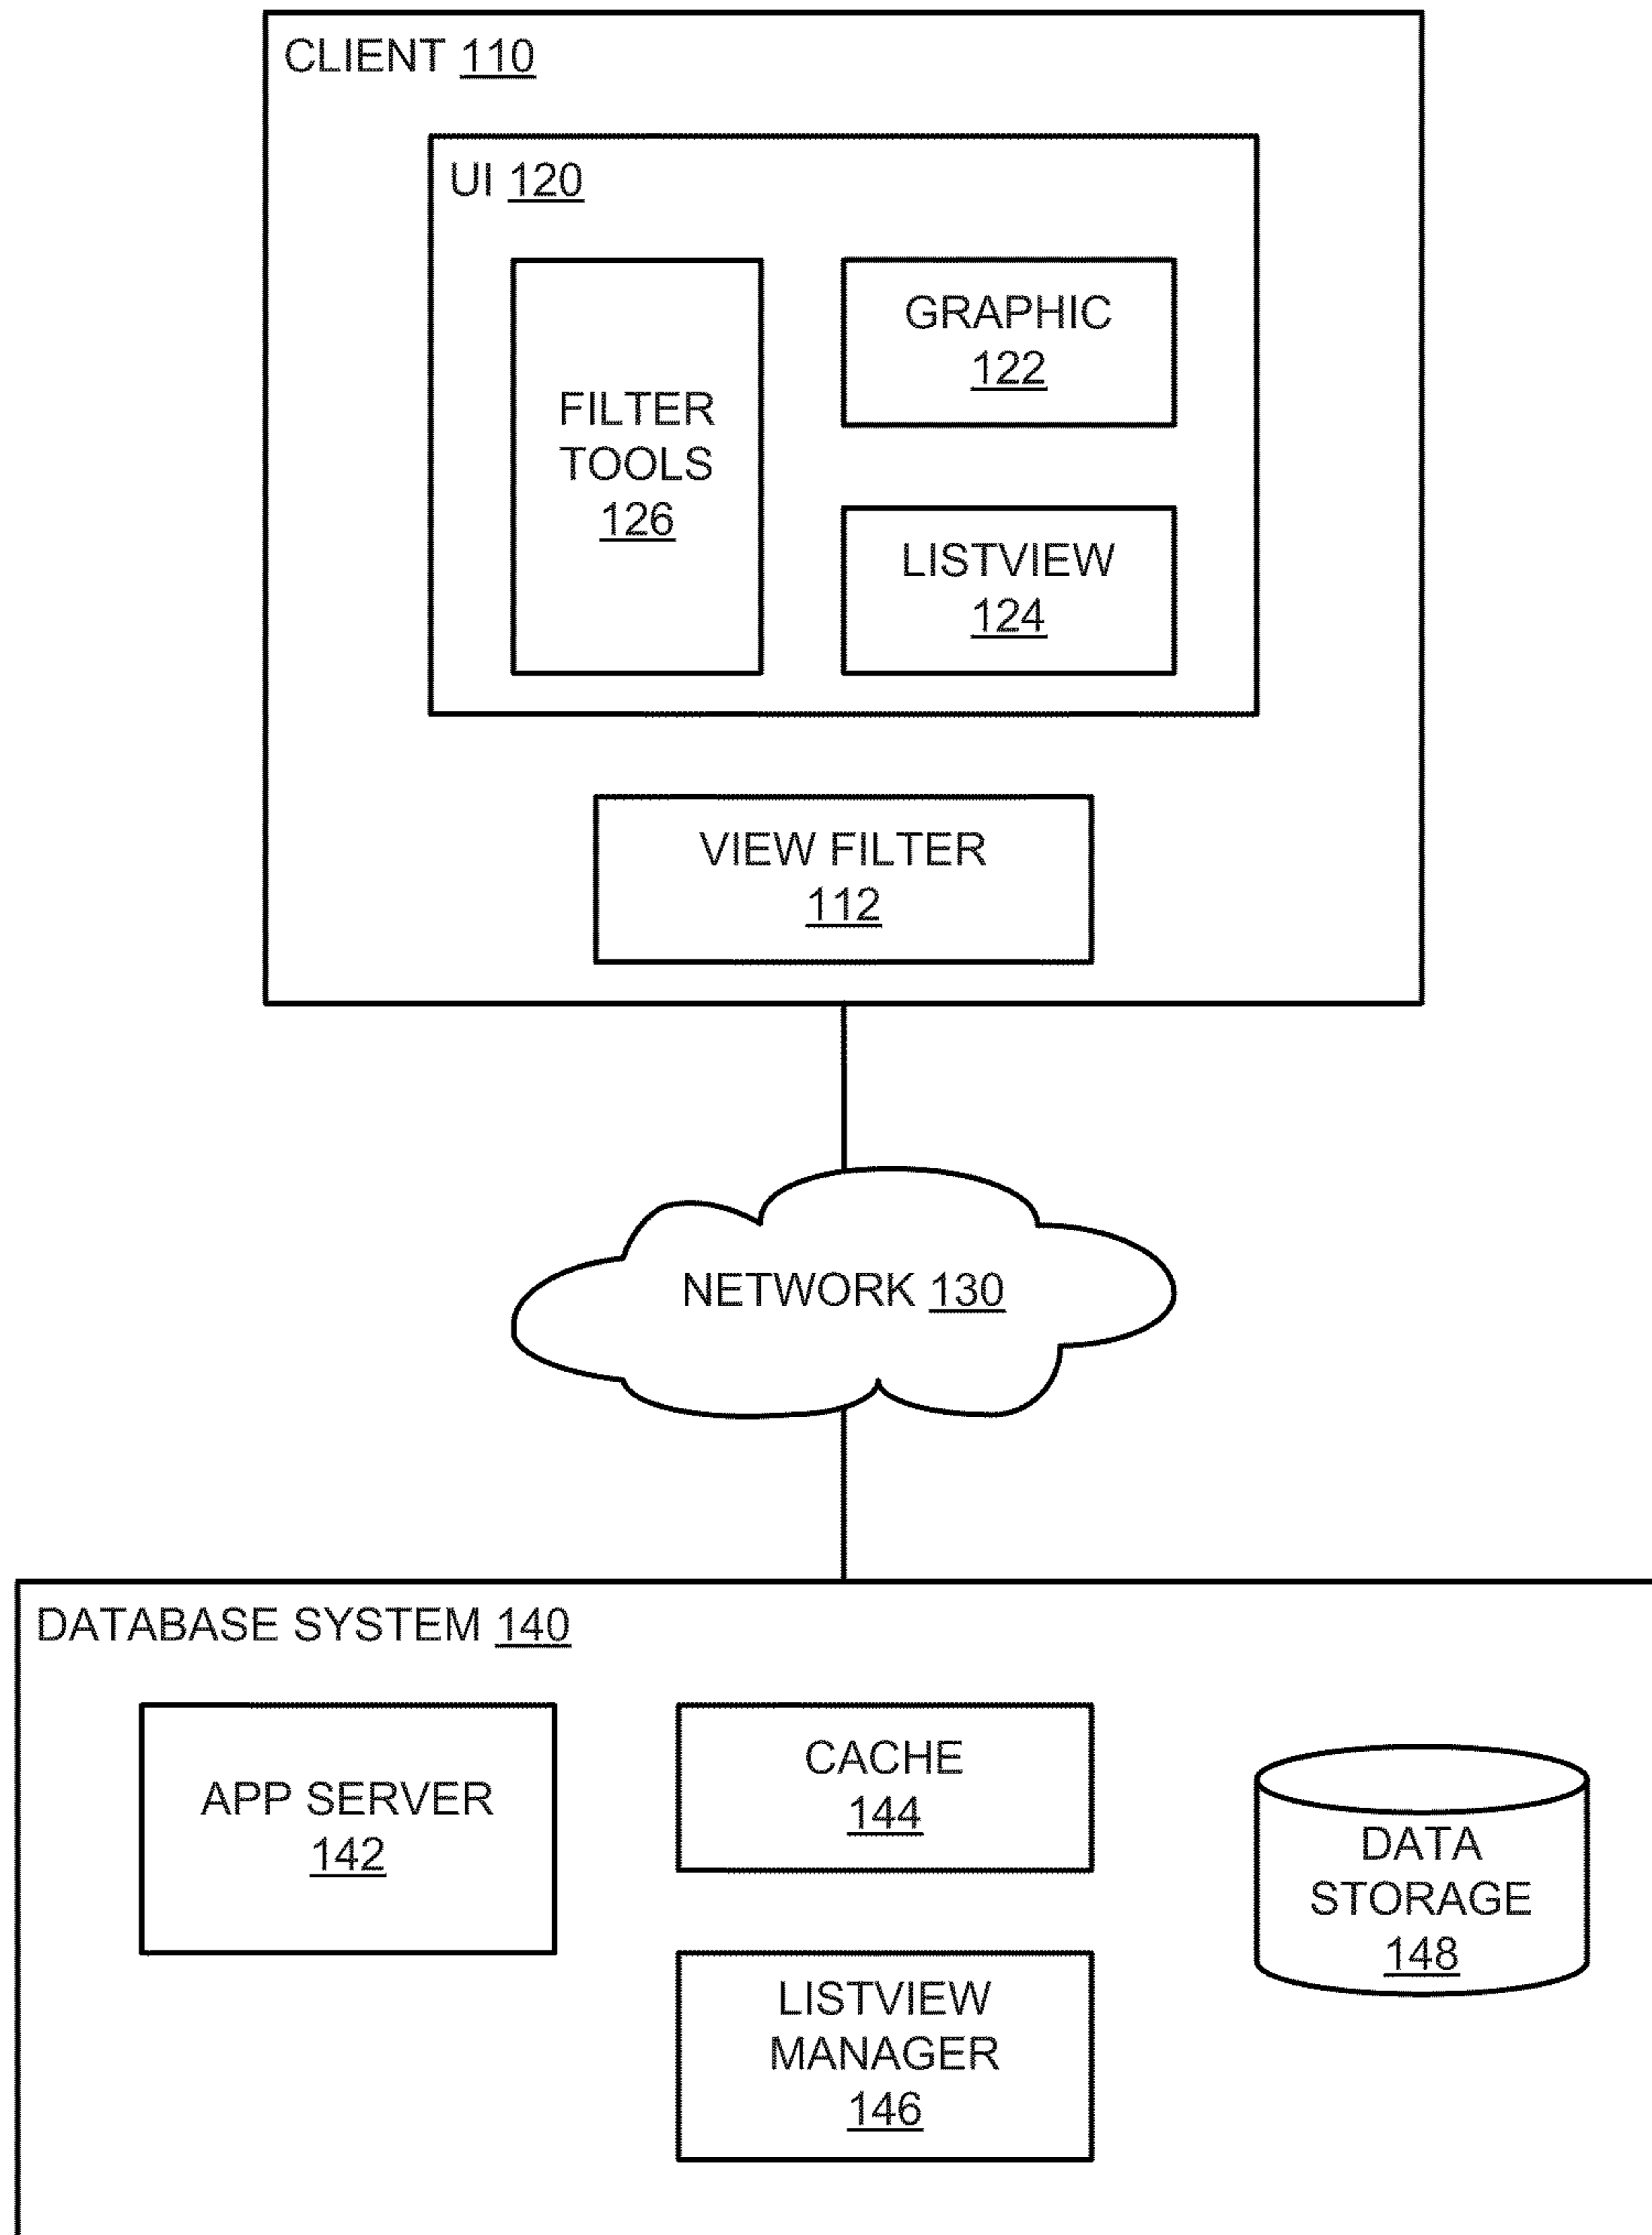 CLIENT 110
UI 120
FILTER
TOOLS
126
GRAPHIC
122
LISTVIEW
124
VIEW FILTER
112
NETWORK 130
DATABASE SYSTEM 140
APP SERVER
142
CACHE
144
LISTVIEW
MANAGER
146
DATA
STORAGE
148